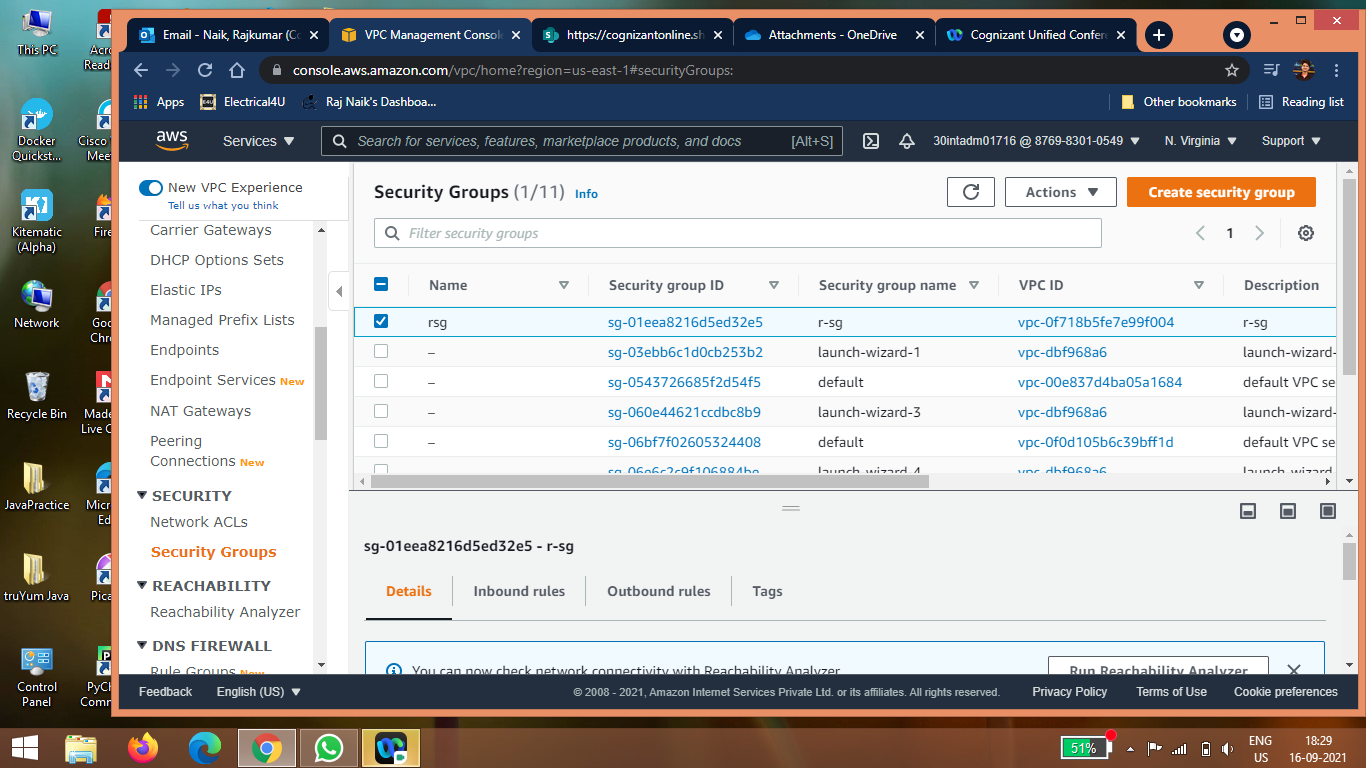 This PC
Acro
Read
Docker
Quickst...
Cisco
Mee
Kitematic
(Alpha)
Fire
Network
Goo
Chr
Recycle Bin
Made
Live C
JavaPractice
Micr
Ed
truYum Java
Pica
Control
Panel
PyCh
Comm
Email - Naik, Rajkumar (Co
VPC Management Consol
https://cognizantonline.sh
Attachments - OneDrive
Cognizant Unified Confer
console.aws.amazon.com/vpc/home?region=us-east-1#securityGroups:
Apps
Electrical4U
Raj Naik's Dashboa...
Other bookmarks
Reading list
aws
Services
Search for services, features, marketplace products, and docs
[Alt+S]
30intadm01716 @ 8769-8301-0549
N. Virginia
Support
New VPC Experience
Tell us what you think
Carrier Gateways
DHCP Options Sets
Elastic IPs
Managed Prefix Lists
Endpoints
Endpoint Services New
NAT Gateways
Peering
Connections New
SECURITY
Network ACLs
Security Groups
REACHABILITY
Reachability Analyzer
DNS FIREWALL
Rule Groups New
Security Groups (1/11) Info
Actions
Create security group
Filter security groups
1
Name Security group ID Security group name VPC ID Description
rsg sg-01eea8216d5ed32e5 r-sg vpc-0f718b5fe7e99f004 r-sg
– sg-03ebb6c1d0cb253b2 launch-wizard-1 vpc-dbf968a6 launch-wizard-
– sg-0543726685f2d54f5 default vpc-00e837d4ba05a1684 default VPC se
– sg-060e44621ccdbc8b9 launch-wizard-3 vpc-dbf968a6 launch-wizard-
– sg-06bf7f02605324408 default vpc-0f0d105b6c39bff1d default VPC se
– sg-06e6c2c9f106884be launch-wizard-4 vpc-dbf968a6 launch-wizard-
sg-01eea8216d5ed32e5 - r-sg
Details
Inbound rules
Outbound rules
Tags
You can now check network connectivity with Reachability Analyzer
Run Reachability Analyzer
Feedback
English (US)
© 2008 - 2021, Amazon Internet Services Private Ltd. or its affiliates. All rights reserved.
Privacy Policy
Terms of Use
Cookie preferences
51%
ENG
US
18:29
16-09-2021